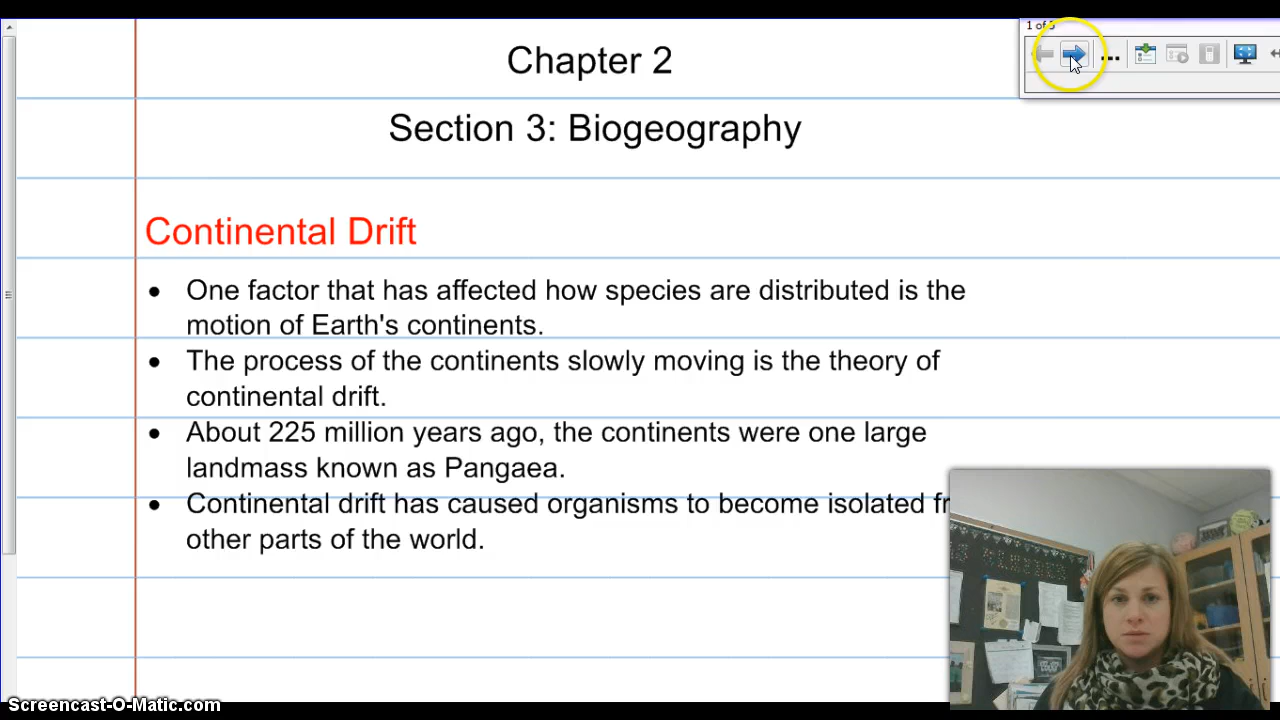 1 of 3
Chapter 2
Section 3: Biogeography
Continental Drift
• One factor that has affected how species are distributed is the
motion of Earth's continents.
• The process of the continents slowly moving is the theory of
continental drift.
• About 225 million years ago, the continents were one large
landmass known as Pangaea.
• Continental drift has caused organisms to become isolated fr
other parts of the world.
Screencast-O-Matic.com